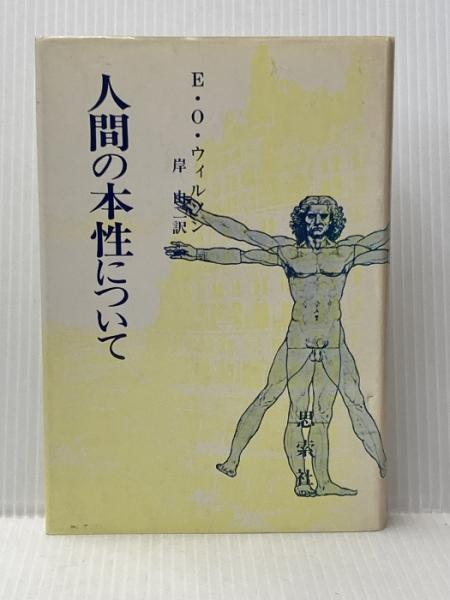 人間の本性について
E・O・ウィルソン
岸由二訳
思索社